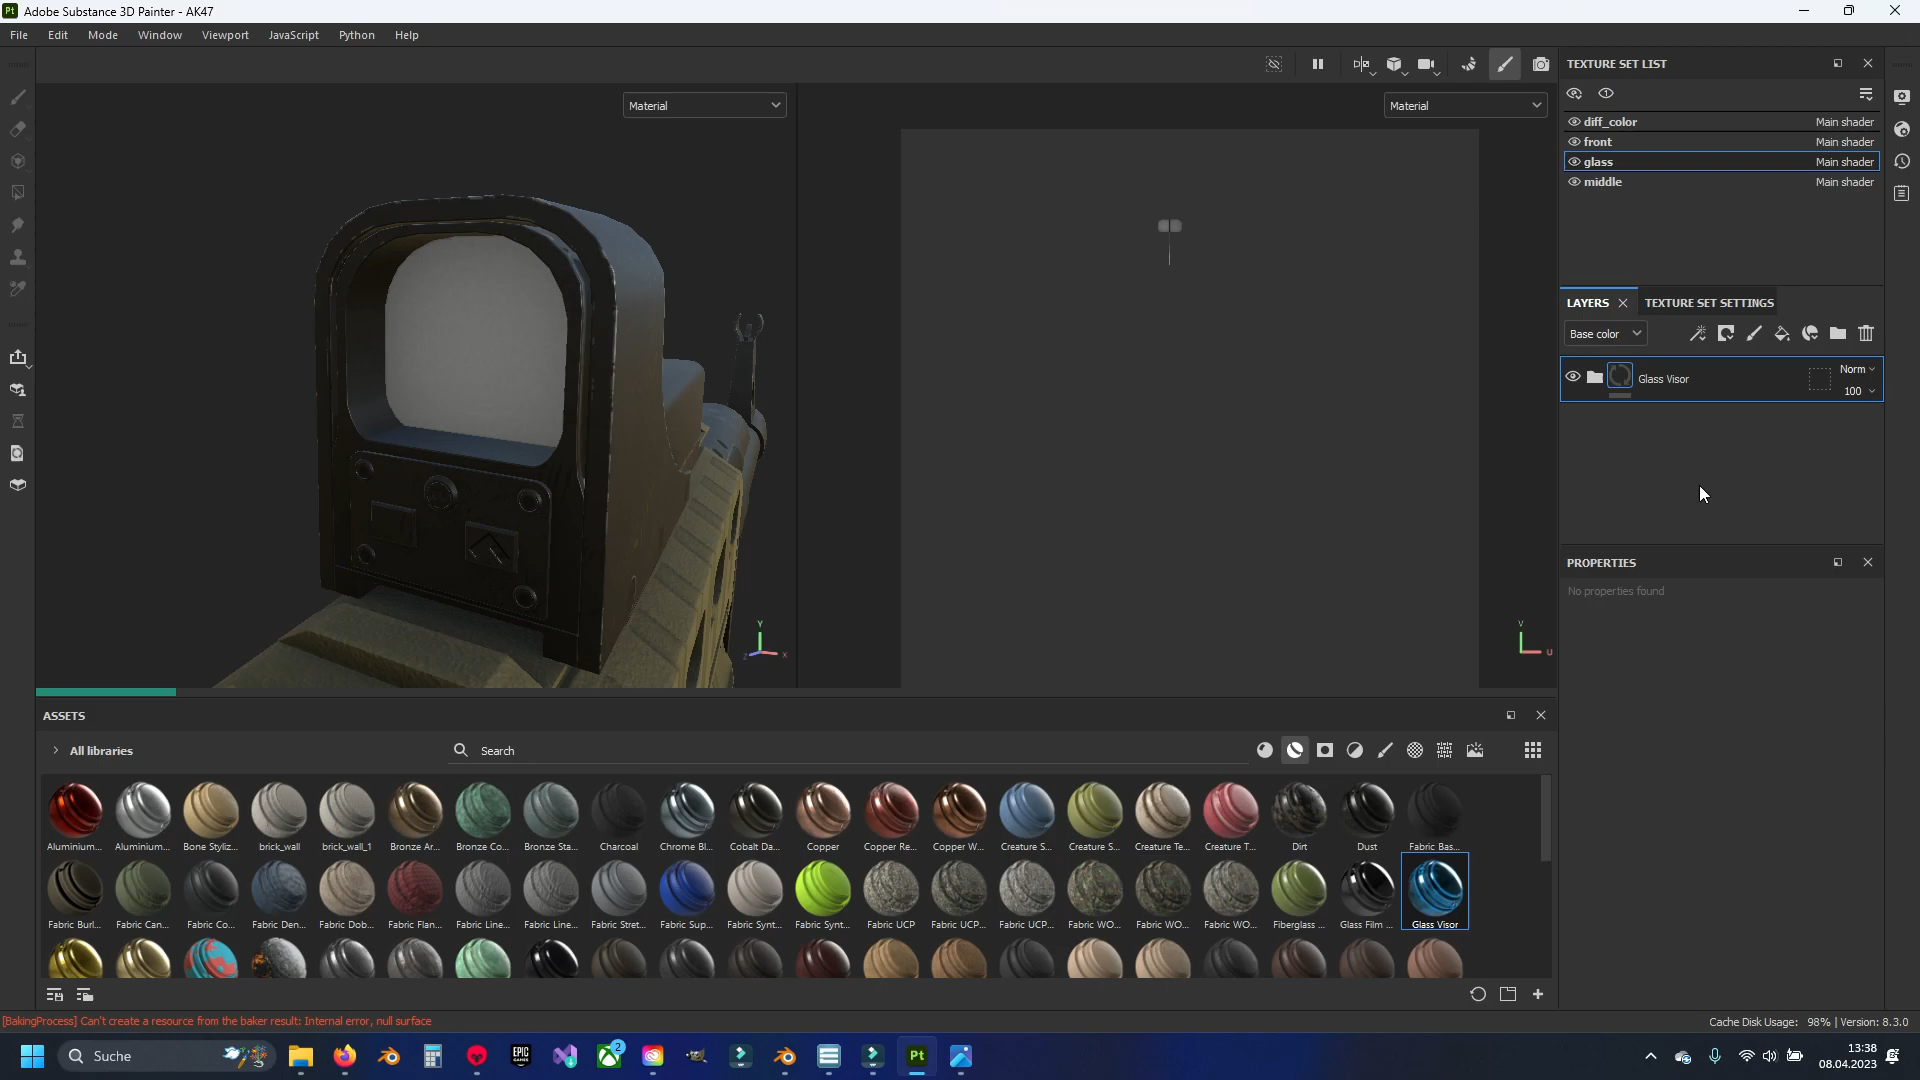 Pt Adobe Substance 3D Painter - AK47
File Edit Mode Window Viewport JavaScript Python Help
Material
Material
TEXTURE SET LIST
diff_color Main shader
front Main shader
glass Main shader
middle Main shader
LAYERS TEXTURE SET SETTINGS
Base color
Glass Visor
Norm
100
PROPERTIES
No properties found
Y
Z X
V
U
ASSETS
All libraries
Search
Aluminium... Aluminium... Bone Styliz... brick_wall brick_wall_1 Bronze Ar... Bronze Co... Bronze Sta... Charcoal Chrome Bl... Cobalt Da... Copper Copper Re... Copper W... Creature S... Creature S... Creature Te... Creature T... Dirt Dust Fabric Bas...
Fabric Burl... Fabric Can... Fabric Co... Fabric Den... Fabric Dob... Fabric Flan... Fabric Line... Fabric Line... Fabric Stret... Fabric Sup... Fabric Synt... Fabric Synt... Fabric UCP Fabric UCP... Fabric UCP... Fabric WO... Fabric WO... Fabric WO... Fiberglass ... Glass Film ... Glass Visor
[BakingProcess] Can't create a resource from the baker result: Internal error, null surface
Cache Disk Usage: 98% | Version: 8.3.0
Suche
EPIC GAMES
2
Pt
13:38
08.04.2023